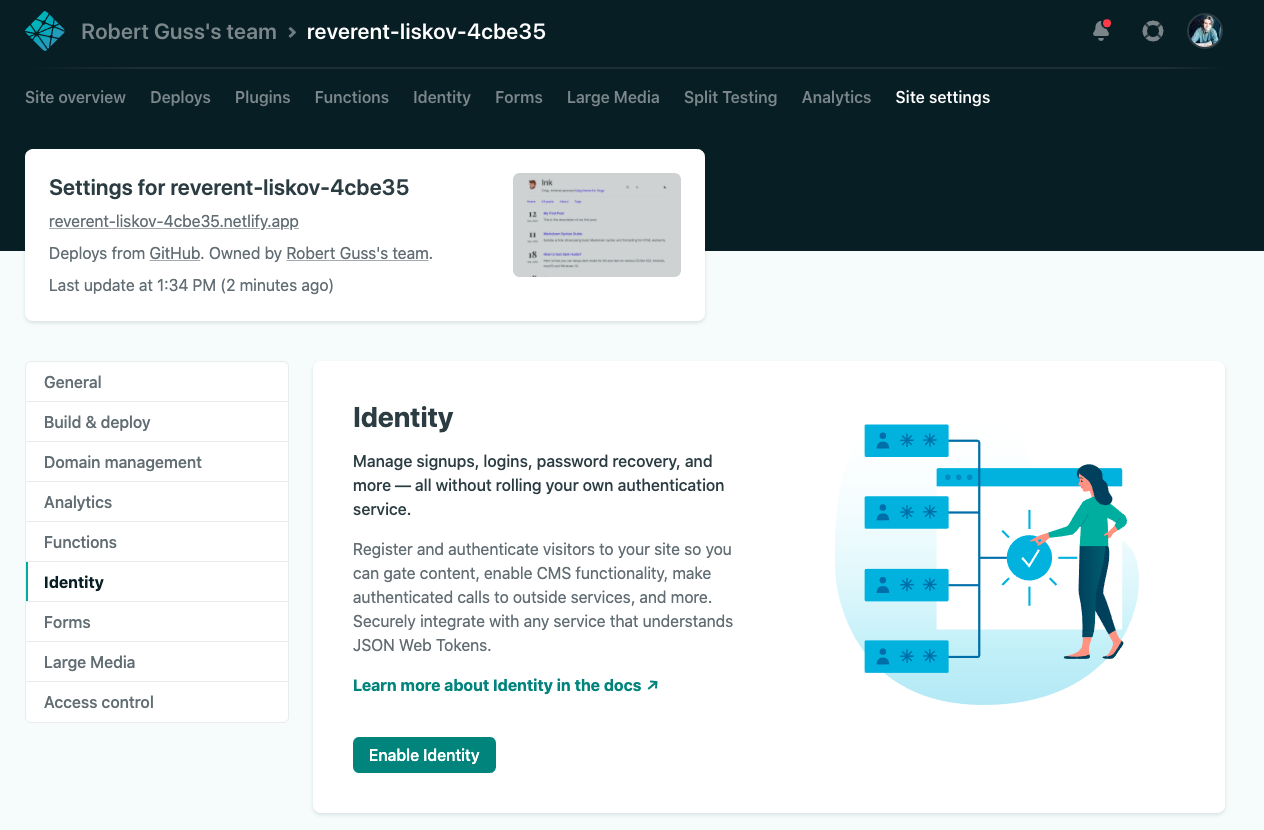 Robert Guss's team > reverent-liskov-4cbe35
Site overview Deploys Plugins Functions Identity Forms Large Media Split Testing Analytics Site settings
Settings for reverent-liskov-4cbe35
reverent-liskov-4cbe35.netlify.app
Deploys from GitHub. Owned by Robert Guss's team.
Last update at 1:34 PM (2 minutes ago)
Ink
My First Post
General
Build & deploy
Domain management
Analytics
Functions
Identity
Forms
Large Media
Access control
Identity
Manage signups, logins, password recovery, and
more — all without rolling your own authentication
service.
Register and authenticate visitors to your site so you
can gate content, enable CMS functionality, make
authenticated calls to outside services, and more.
Securely integrate with any service that understands
JSON Web Tokens.
Learn more about Identity in the docs ↗
Enable Identity